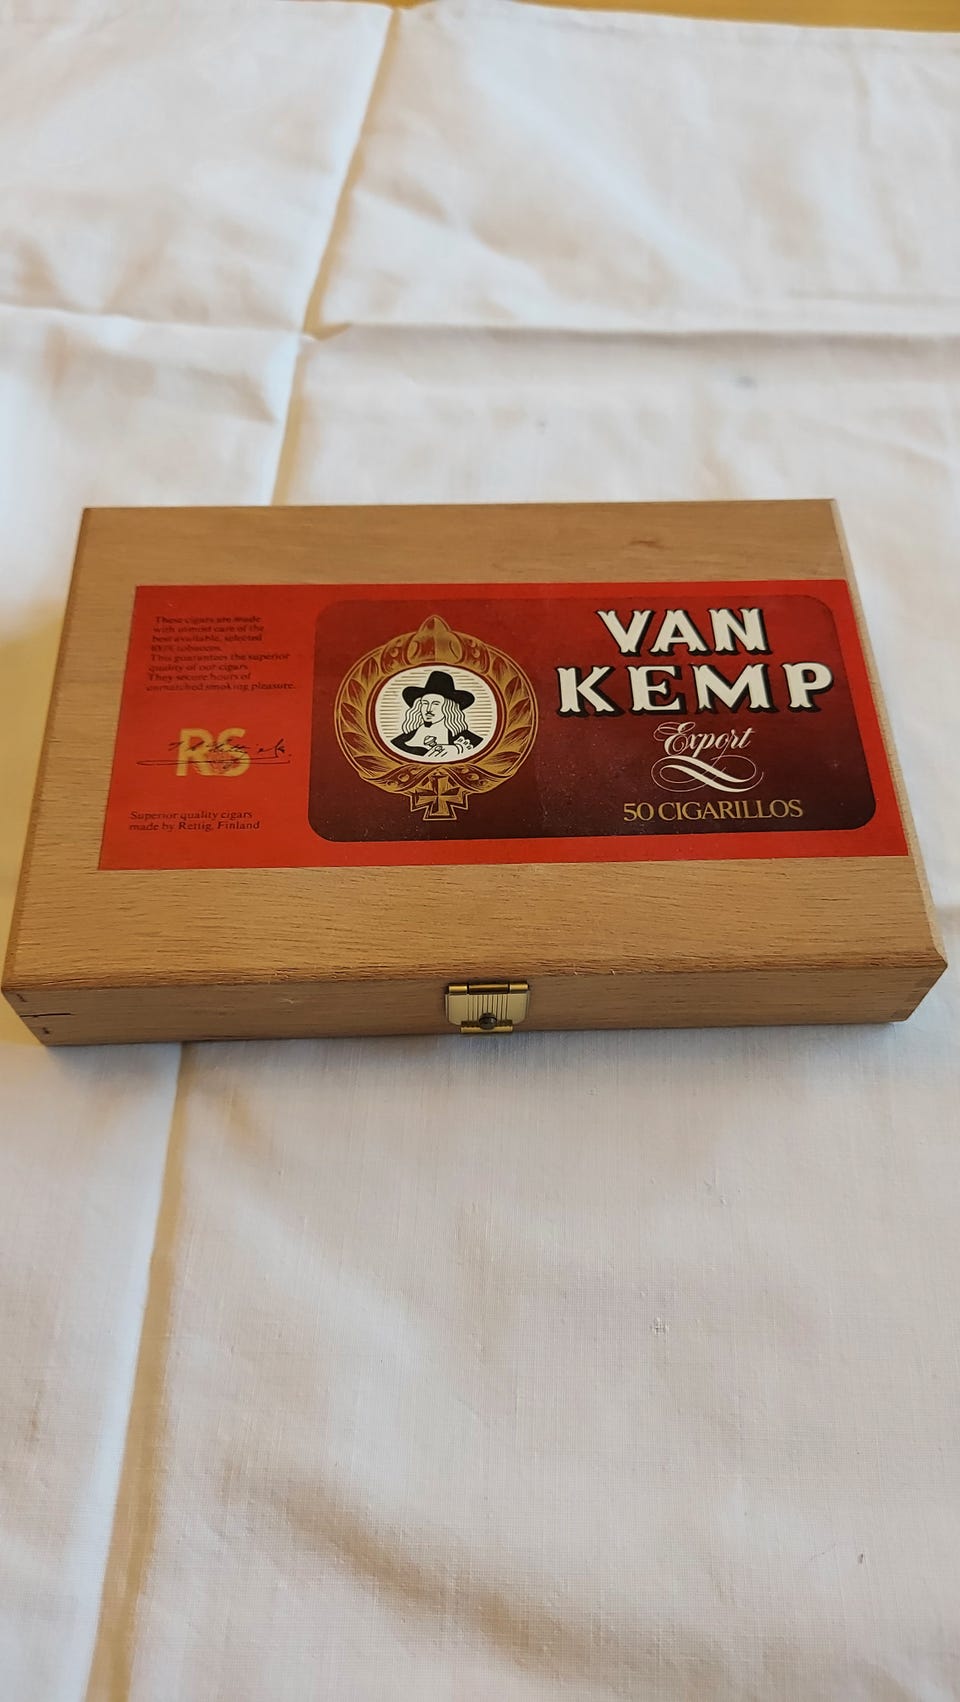 These cigars are made
with utmost care of the
best available, selected
100% tobaccos.
This guarantees the superior
quality of our cigars.
They secure hours of
unmatched smoking pleasure.
RS
Superior quality cigars
made by Rettig, Finland
VAN
KEMP
Export
50 CIGARILLOS